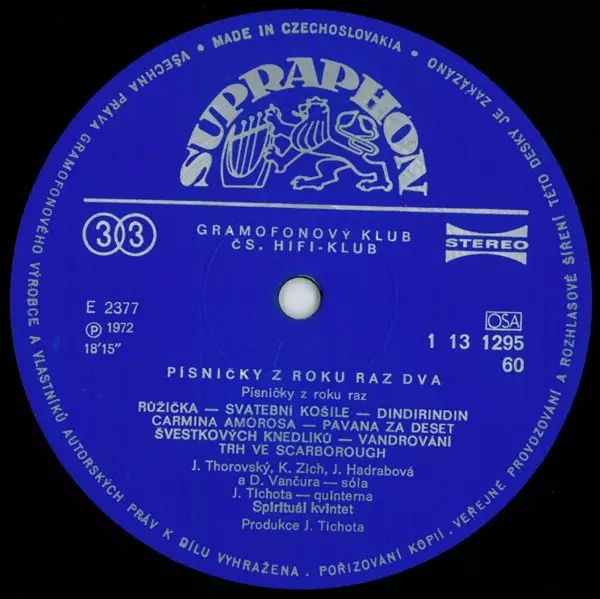 VŠECHNA PRÁVA GRAMOFONOVÉHO VÝROBCE A VLASTNÍKŮ AUTORSKÝCH PRÁV K DÍLU VYHRAŽENA. POŘIZOVÁNÍ KOPIÍ, VEŘEJNÉ PROVOZOVÁNÍ A ROZHLASOVÉ ŠÍŘENÍ TÉTO DESKY JE ZAKÁZÁNO
• MADE IN CZECHOSLOVAKIA •
SUPRAPHON
33
GRAMOFONOVÝ KLUB
ČS. HIFI-KLUB
STEREO
E 2377
Ⓟ 1972
18'15"
OSA
1 13 1295
60
PÍSNIČKY Z ROKU RAZ DVA
Písničky z roku raz
RŮŽIČKA — SVATEBNÍ KOŠILE — DINDIRINDIN
CARMINA AMOROSA — PAVANA ZA DESET
ŠVESTKOVÝCH KNEDLIKŮ — VANDROVÁNÍ
TRH VE SCARBOROUGH
J. Thorovský, K. Zich, J. Hadrabová
a D. Vančura — sóla
J. Tichota — quinterna
Spirituál kvintet
Produkce J. Tichota